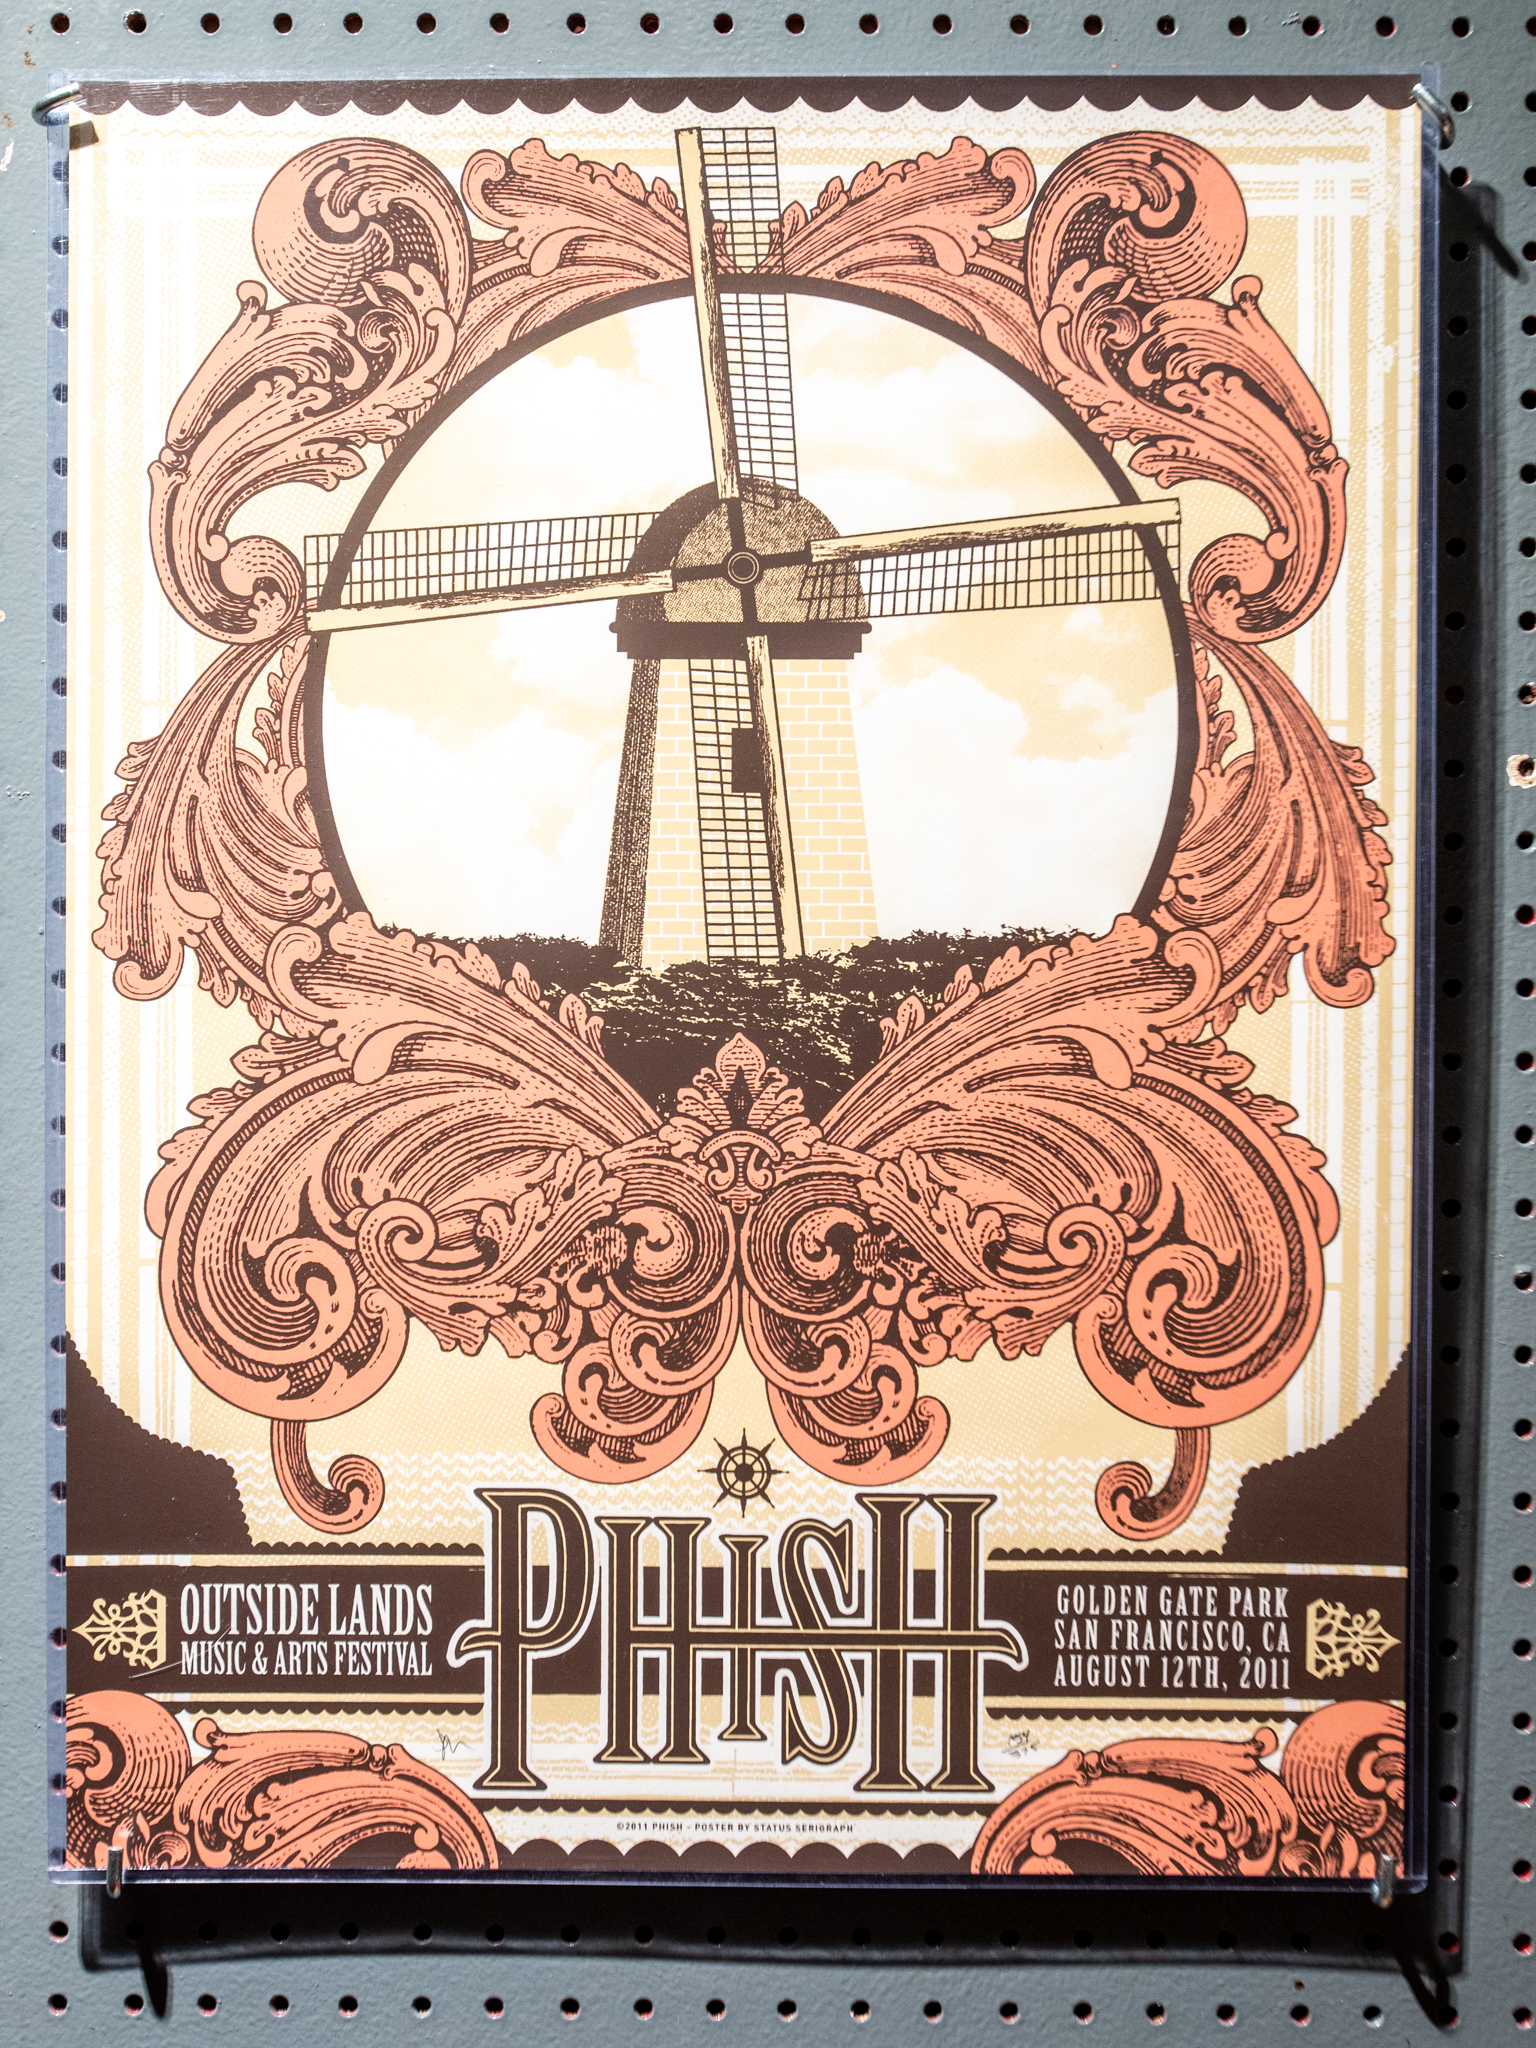 PHISH
OUTSIDE LANDS
MUSIC & ARTS FESTIVAL
GOLDEN GATE PARK
SAN FRANCISCO, CA
AUGUST 12TH, 2011
©2011 PHISH - POSTER BY STATUS SERIGRAPH